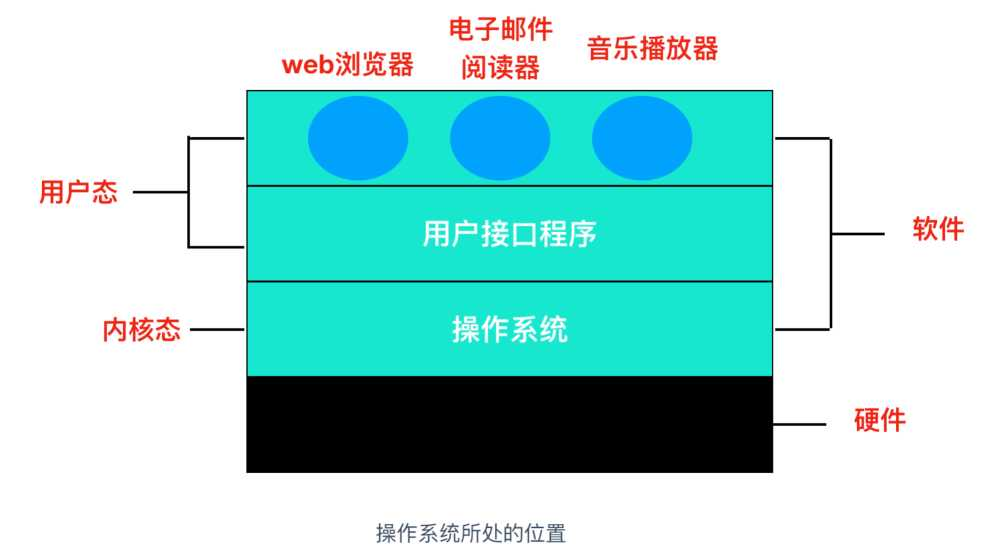 web浏览器
电子邮件
阅读器
音乐播放器
用户态
用户接口程序
软件
内核态
操作系统
硬件
操作系统所处的位置